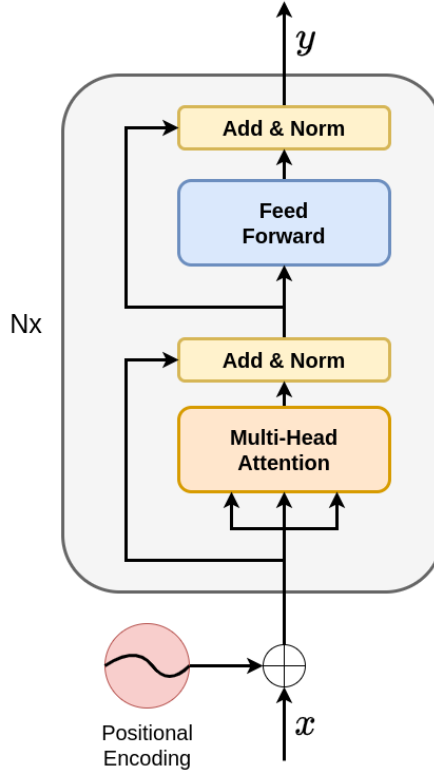 y
Add & Norm
Feed
Forward
Nx
Add & Norm
Multi-Head
Attention
x
Positional
Encoding